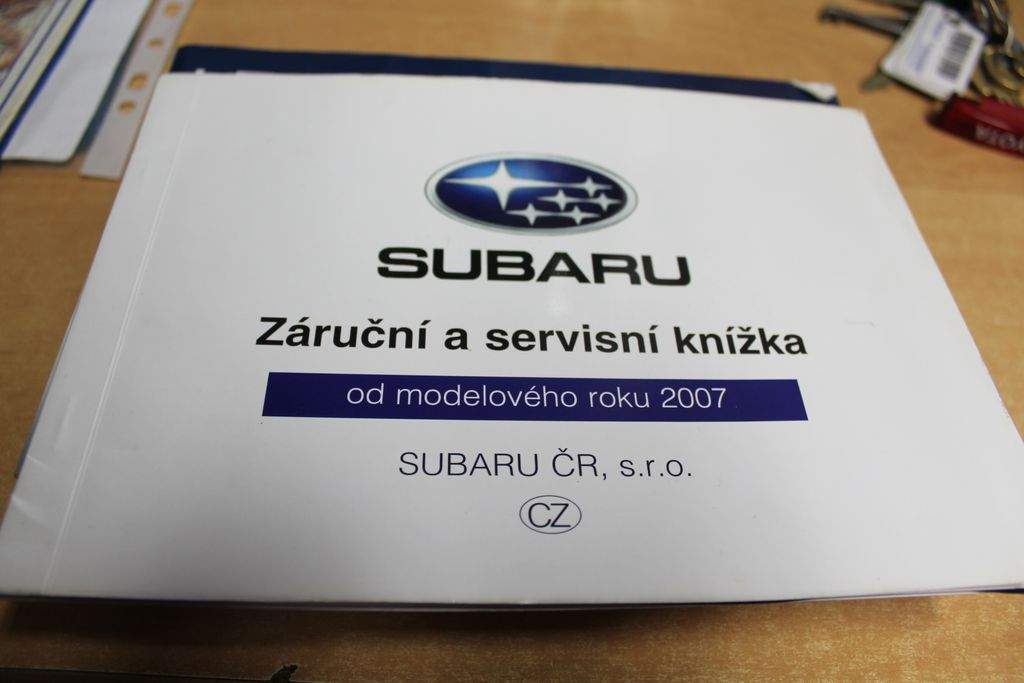 SUBARU
Záruční a servisní knížka
od modelového roku 2007
SUBARU ČR, s.r.o.
CZ